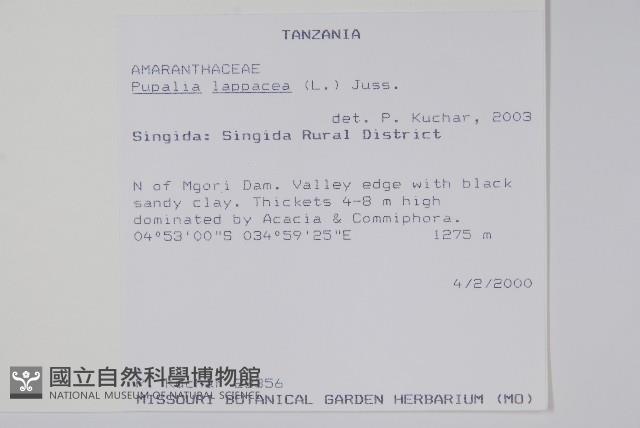 TANZANIA
AMARANTHACEAE
Pupalia lappacea (L.) Juss.
det. P. Kuchar, 2003
Singida: Singida Rural District
N of Mgori Dam. Valley edge with black
sandy clay. Thickets 4-8 m high
dominated by Acacia & Commiphora.
04°53'00"S 034°59'25"E 1275 m
4/2/2000
國立自然科學博物館
NATIONAL MUSEUM OF NATURAL SCIENCE
MISSOURI BOTANICAL GARDEN HERBARIUM (MO)